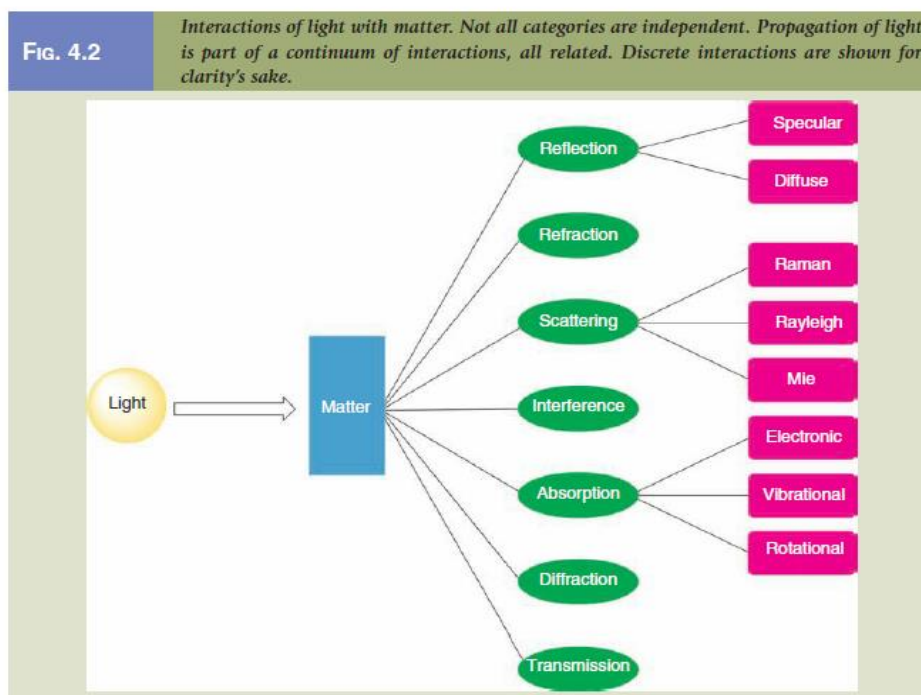 FIG. 4.2
Interactions of light with matter. Not all categories are independent. Propagation of light
is part of a continuum of interactions, all related. Discrete interactions are shown for
clarity's sake.
Light
Matter
Reflection
Specular
Diffuse
Refraction
Scattering
Raman
Rayleigh
Mie
Interference
Absorption
Electronic
Vibrational
Rotational
Diffraction
Transmission